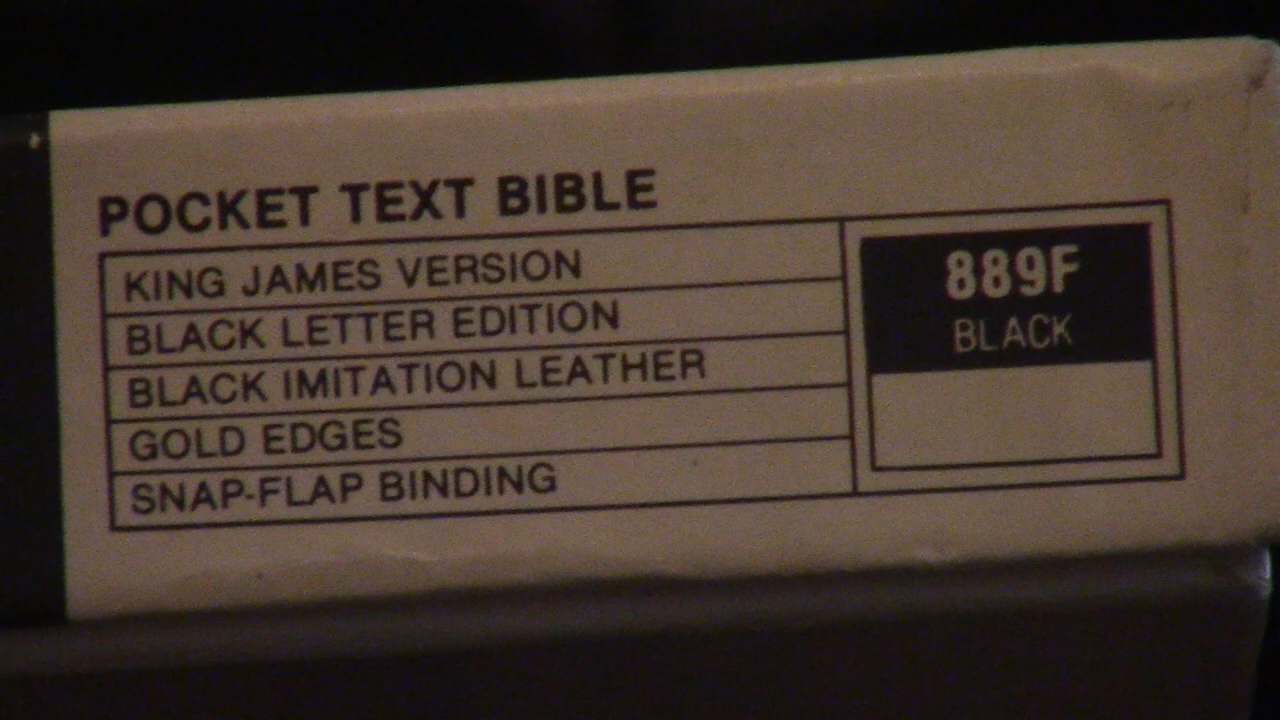 POCKET TEXT BIBLE
KING JAMES VERSION
BLACK LETTER EDITION
BLACK IMITATION LEATHER
GOLD EDGES
SNAP-FLAP BINDING
889F
BLACK